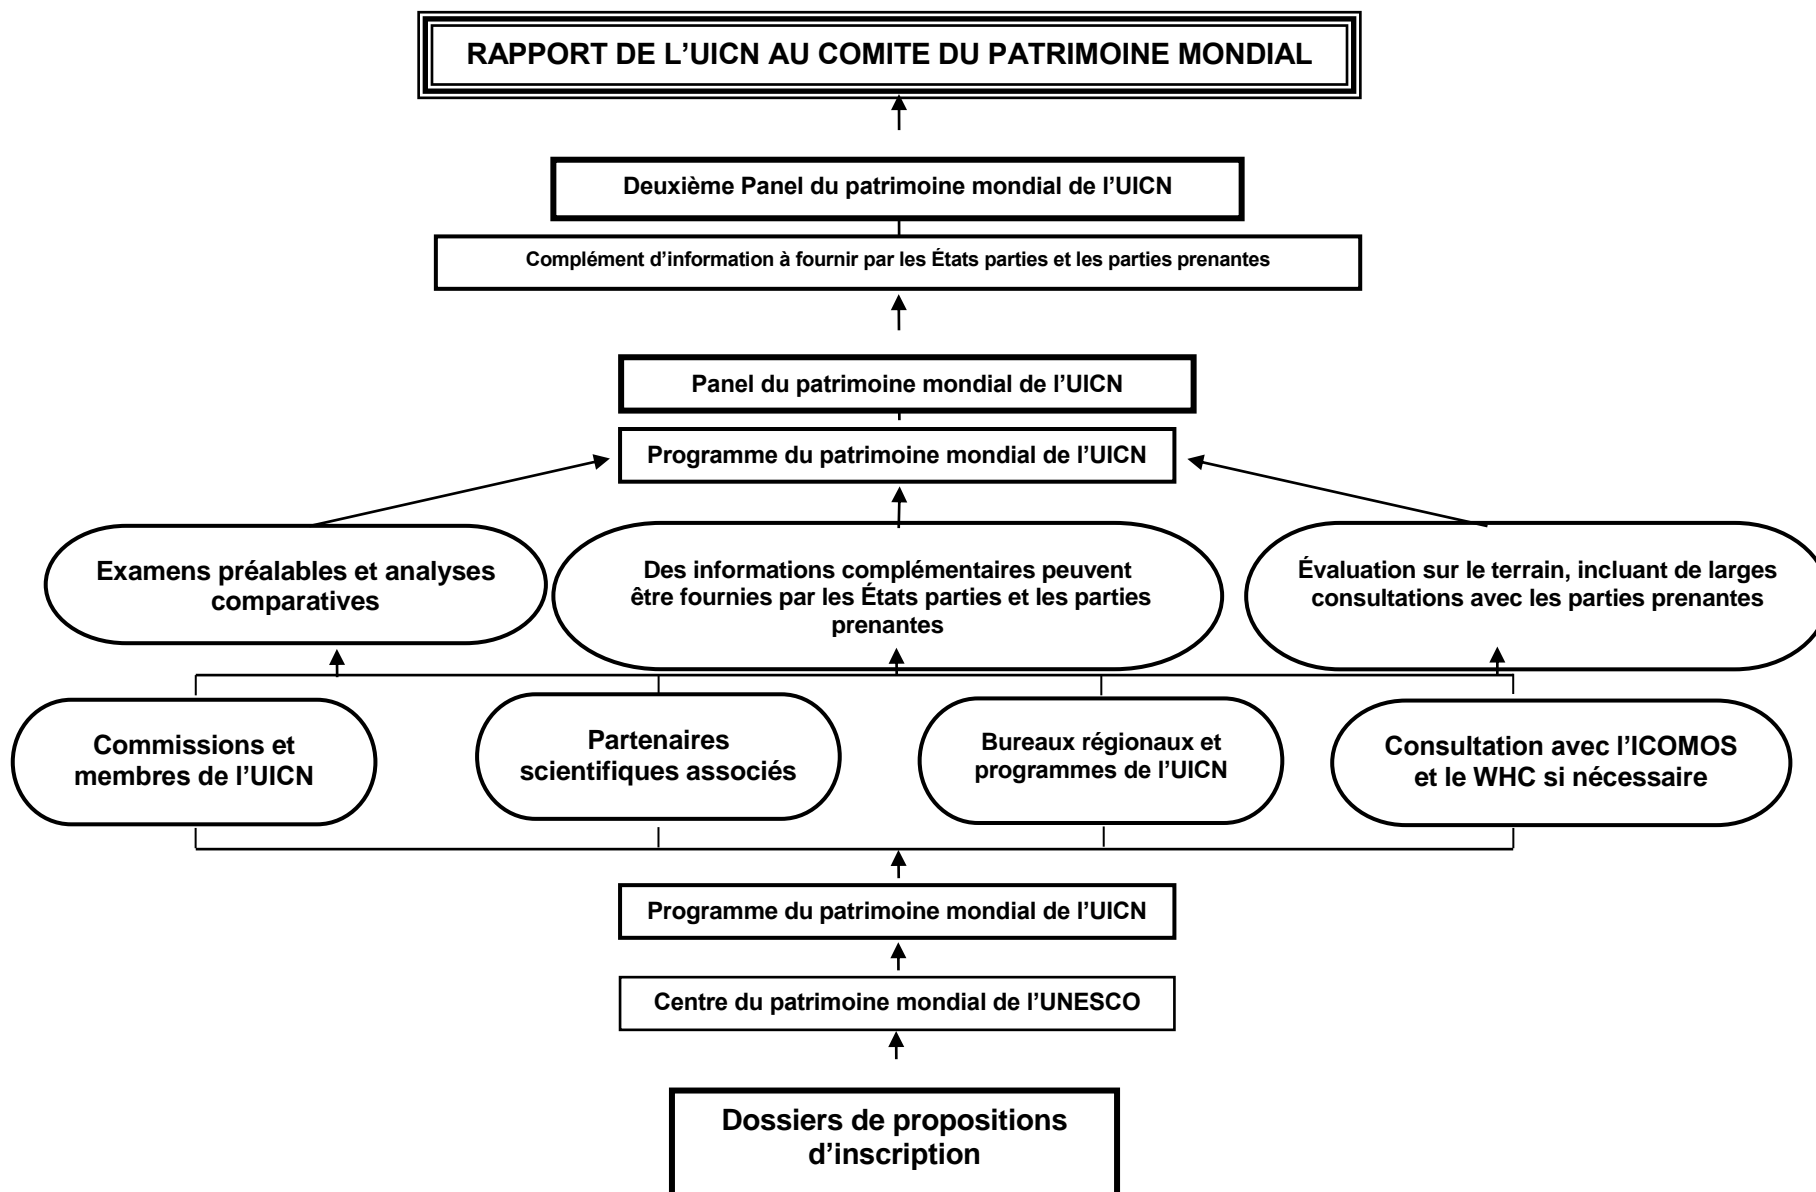 RAPPORT DE L’UICN AU COMITE DU PATRIMOINE MONDIAL
Deuxième Panel du patrimoine mondial de l’UICN
Complément d’information à fournir par les États parties et les parties prenantes
Panel du patrimoine mondial de l’UICN
Programme du patrimoine mondial de l’UICN
Examens préalables et analyses
comparatives
Des informations complémentaires peuvent
être fournies par les États parties et les parties
prenantes
Évaluation sur le terrain, incluant de larges
consultations avec les parties prenantes
Commissions et
membres de l’UICN
Partenaires
scientifiques associés
Bureaux régionaux et
programmes de l’UICN
Consultation avec l’ICOMOS
et le WHC si nécessaire
Programme du patrimoine mondial de l’UICN
Centre du patrimoine mondial de l’UNESCO
Dossiers de propositions
d’inscription